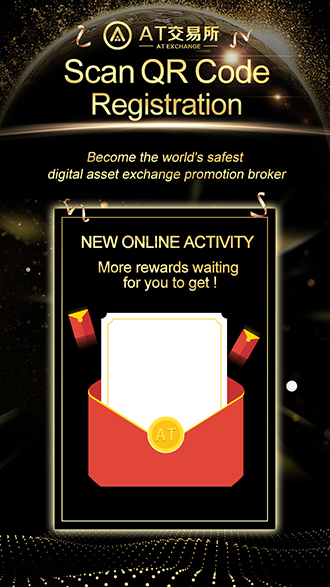 AT交易所
AT EXCHANGE
Scan QR Code
Registration
Become the world's safest
digital asset exchange promotion broker
NEW ONLINE ACTIVITY
More rewards waiting
for you to get !
AT